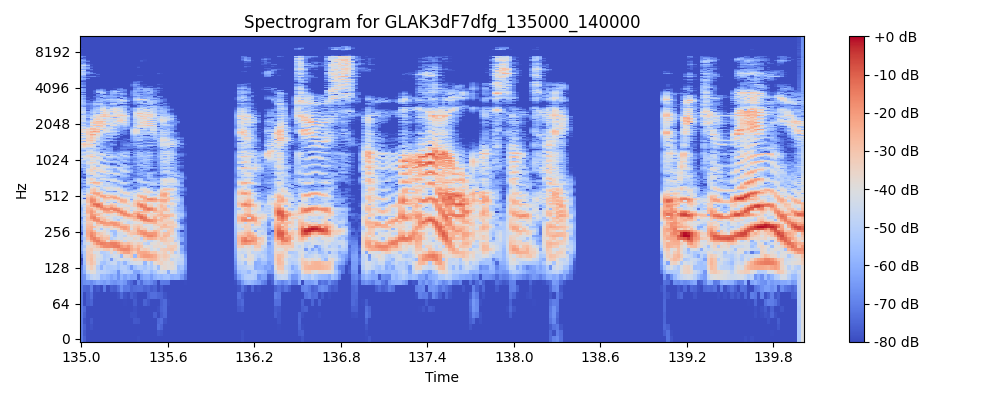 Spectrogram for GLAK3dF7dfg_135000_140000
8192
4096
2048
1024
512
256
128
64
0
Hz
135.0 135.6 136.2 136.8 137.4 138.0 138.6 139.2 139.8
Time
+0 dB
-10 dB
-20 dB
-30 dB
-40 dB
-50 dB
-60 dB
-70 dB
-80 dB